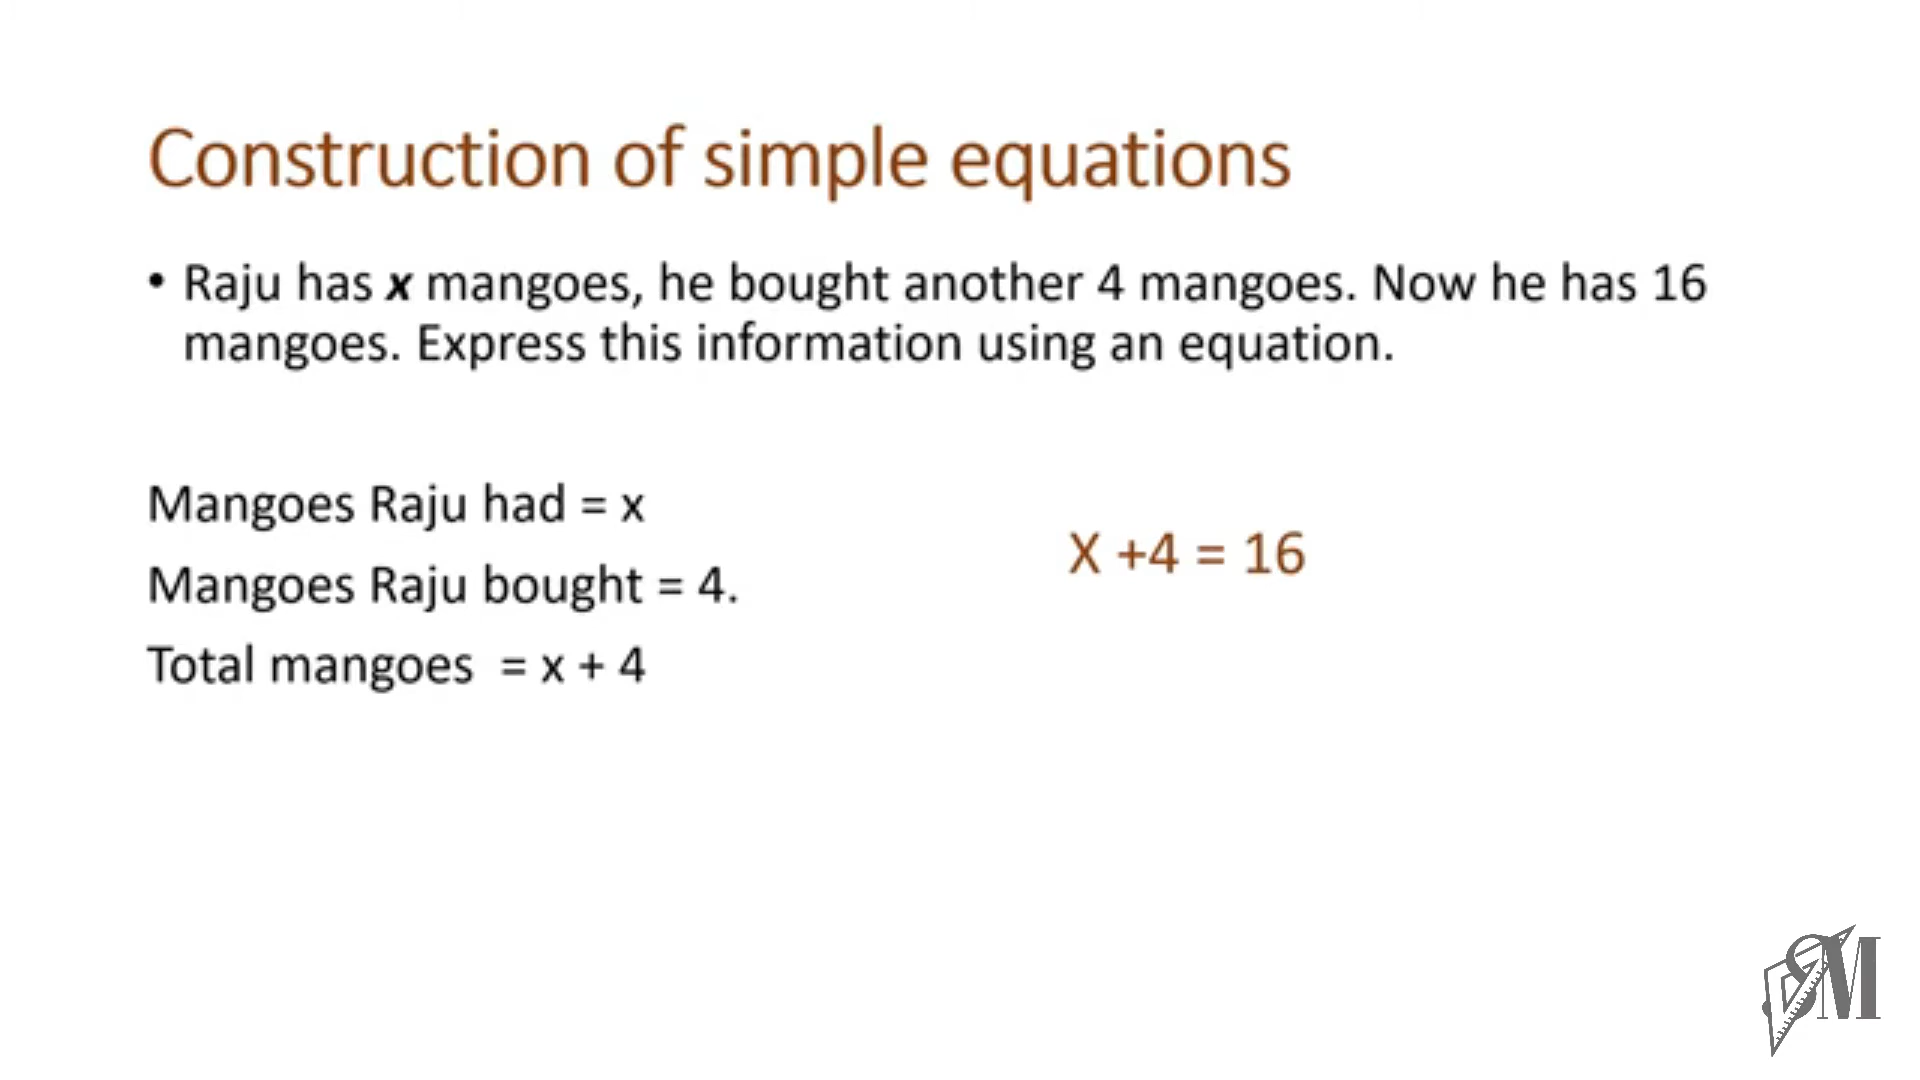 Construction of simple equations
• Raju has x mangoes, he bought another 4 mangoes. Now he has 16
mangoes. Express this information using an equation.
Mangoes Raju had = x
X +4 = 16
Mangoes Raju bought = 4.
Total mangoes = x + 4
SM